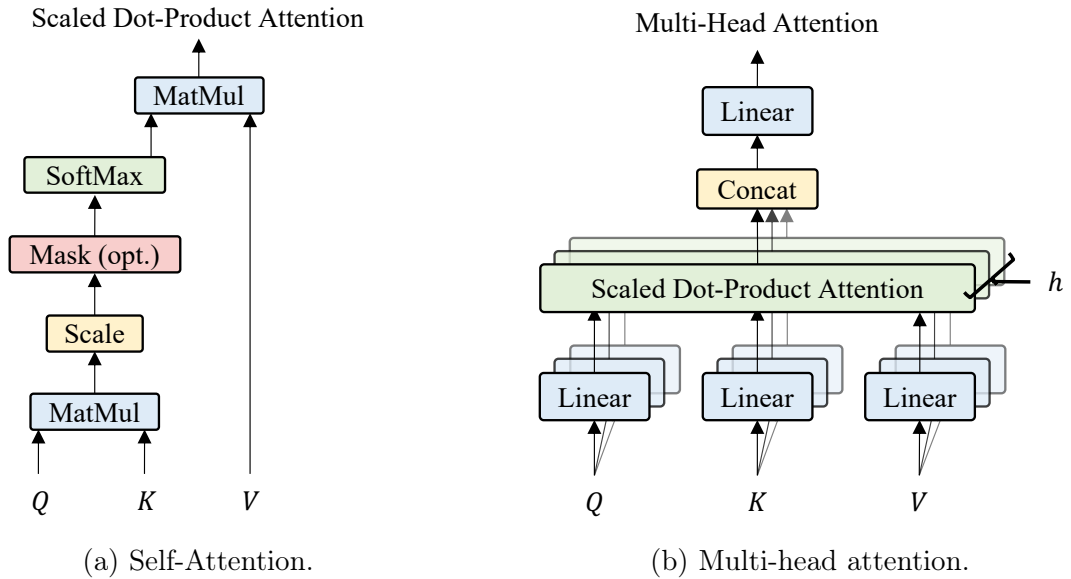 Scaled Dot-Product Attention
MatMul
SoftMax
Mask (opt.)
Scale
MatMul
Q K V
(a) Self-Attention.
Multi-Head Attention
Linear
Concat
Scaled Dot-Product Attention
h
Linear Linear Linear
Q K V
(b) Multi-head attention.